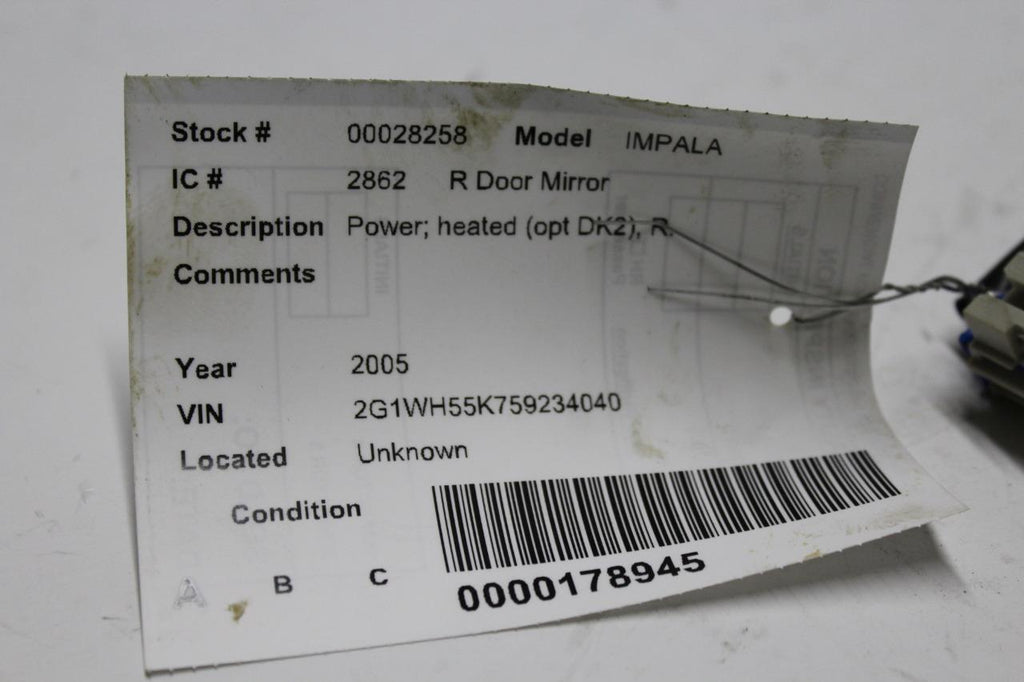 Stock # 00028258 Model IMPALA
IC # 2862 R Door Mirror
Description Power; heated (opt DK2), R.
Comments
Year 2005
VIN 2G1WH55K759234040
Located Unknown
Condition
A B C
0000178945